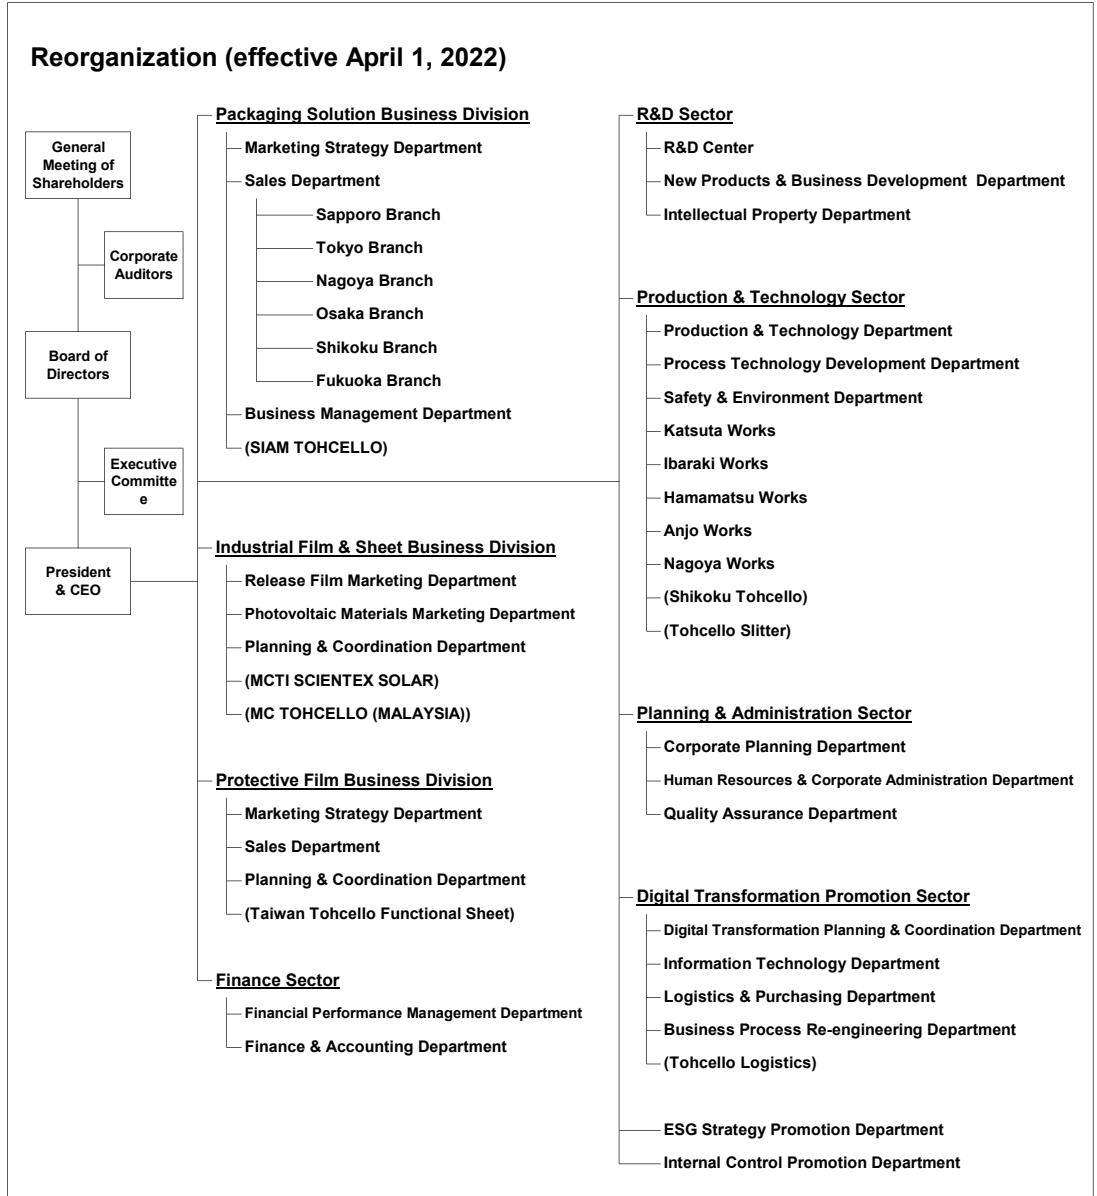 Reorganization (effective April 1, 2022)
General
Meeting of
Shareholders
Corporate
Auditors
Board of
Directors
Executive
Committe
e
President
& CEO
Packaging Solution Business Division
Marketing Strategy Department
Sales Department
Sapporo Branch
Tokyo Branch
Nagoya Branch
Osaka Branch
Shikoku Branch
Fukuoka Branch
Business Management Department
(SIAM TOHCELLO)
Industrial Film & Sheet Business Division
Release Film Marketing Department
Photovoltaic Materials Marketing Department
Planning & Coordination Department
(MCTI SCIENTEX SOLAR)
(MC TOHCELLO (MALAYSIA))
Protective Film Business Division
Marketing Strategy Department
Sales Department
Planning & Coordination Department
(Taiwan Tohcello Functional Sheet)
Finance Sector
Financial Performance Management Department
Finance & Accounting Department
R&D Sector
R&D Center
New Products & Business Development Department
Intellectual Property Department
Production & Technology Sector
Production & Technology Department
Process Technology Development Department
Safety & Environment Department
Katsuta Works
Ibaraki Works
Hamamatsu Works
Anjo Works
Nagoya Works
(Shikoku Tohcello)
(Tohcello Slitter)
Planning & Administration Sector
Corporate Planning Department
Human Resources & Corporate Administration Department
Quality Assurance Department
Digital Transformation Promotion Sector
Digital Transformation Planning & Coordination Department
Information Technology Department
Logistics & Purchasing Department
Business Process Re-engineering Department
(Tohcello Logistics)
ESG Strategy Promotion Department
Internal Control Promotion Department